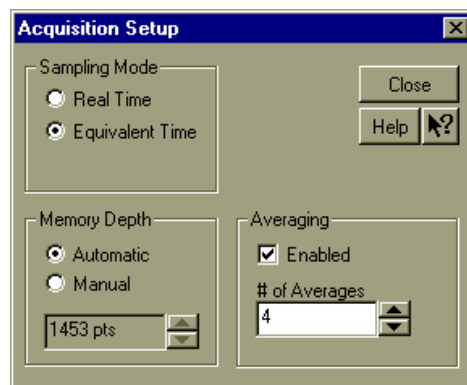 Acquisition Setup
Sampling Mode
Real Time
Equivalent Time
Close
Help
?
Memory Depth
Automatic
Manual
1453 pts
Averaging
Enabled
# of Averages
4